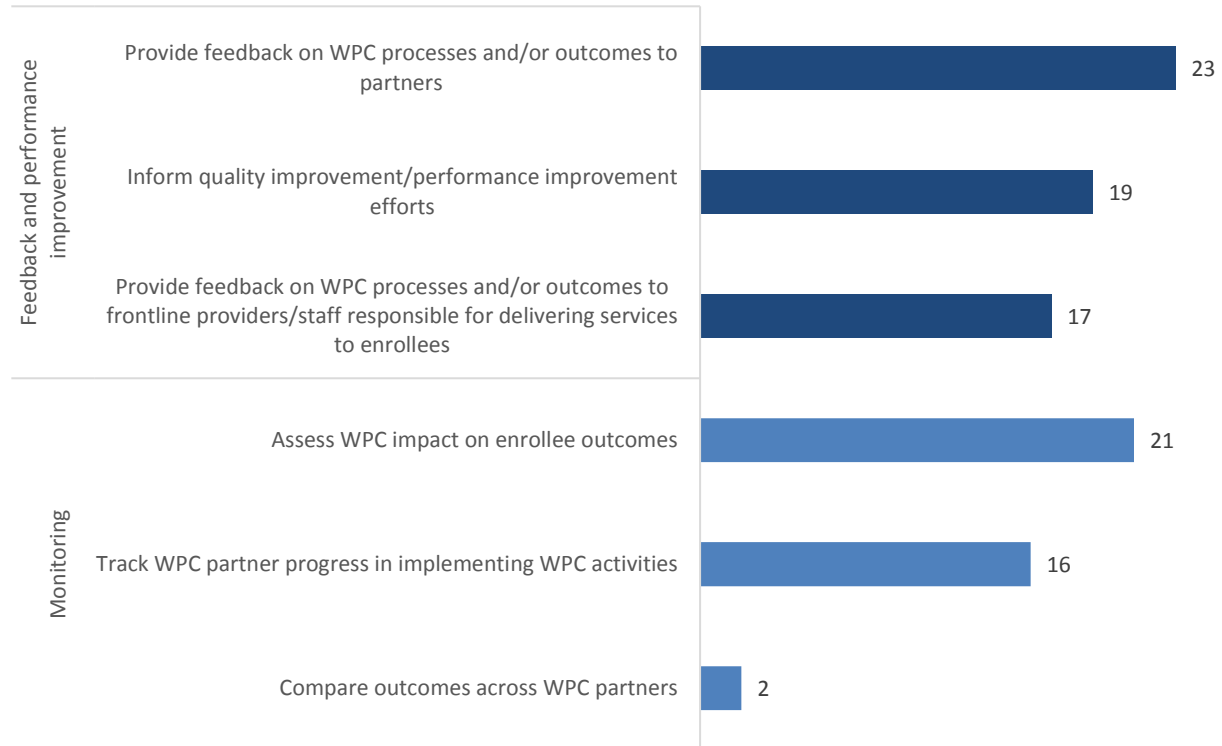 Feedback and performance
improvement
Provide feedback on WPC processes and/or outcomes to
partners
23
Inform quality improvement/performance improvement
efforts
19
Provide feedback on WPC processes and/or outcomes to
frontline providers/staff responsible for delivering services
to enrollees
17
Monitoring
Assess WPC impact on enrollee outcomes
21
Track WPC partner progress in implementing WPC activities
16
Compare outcomes across WPC partners
2